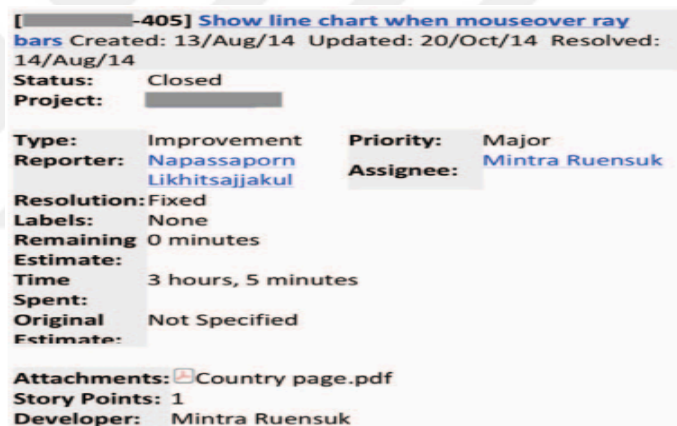 [-405] Show line chart when mouseover ray
bars Created: 13/Aug/14 Updated: 20/Oct/14 Resolved:
14/Aug/14
Status: Closed
Project:
Type: Improvement Priority: Major
Reporter: Napassaporn Likhitsajjakul Assignee: Mintra Ruensuk
Resolution: Fixed
Labels: None
Remaining Estimate: 0 minutes
Time Spent: 3 hours, 5 minutes
Original Estimate: Not Specified
Attachments: Country page.pdf
Story Points: 1
Developer: Mintra Ruensuk